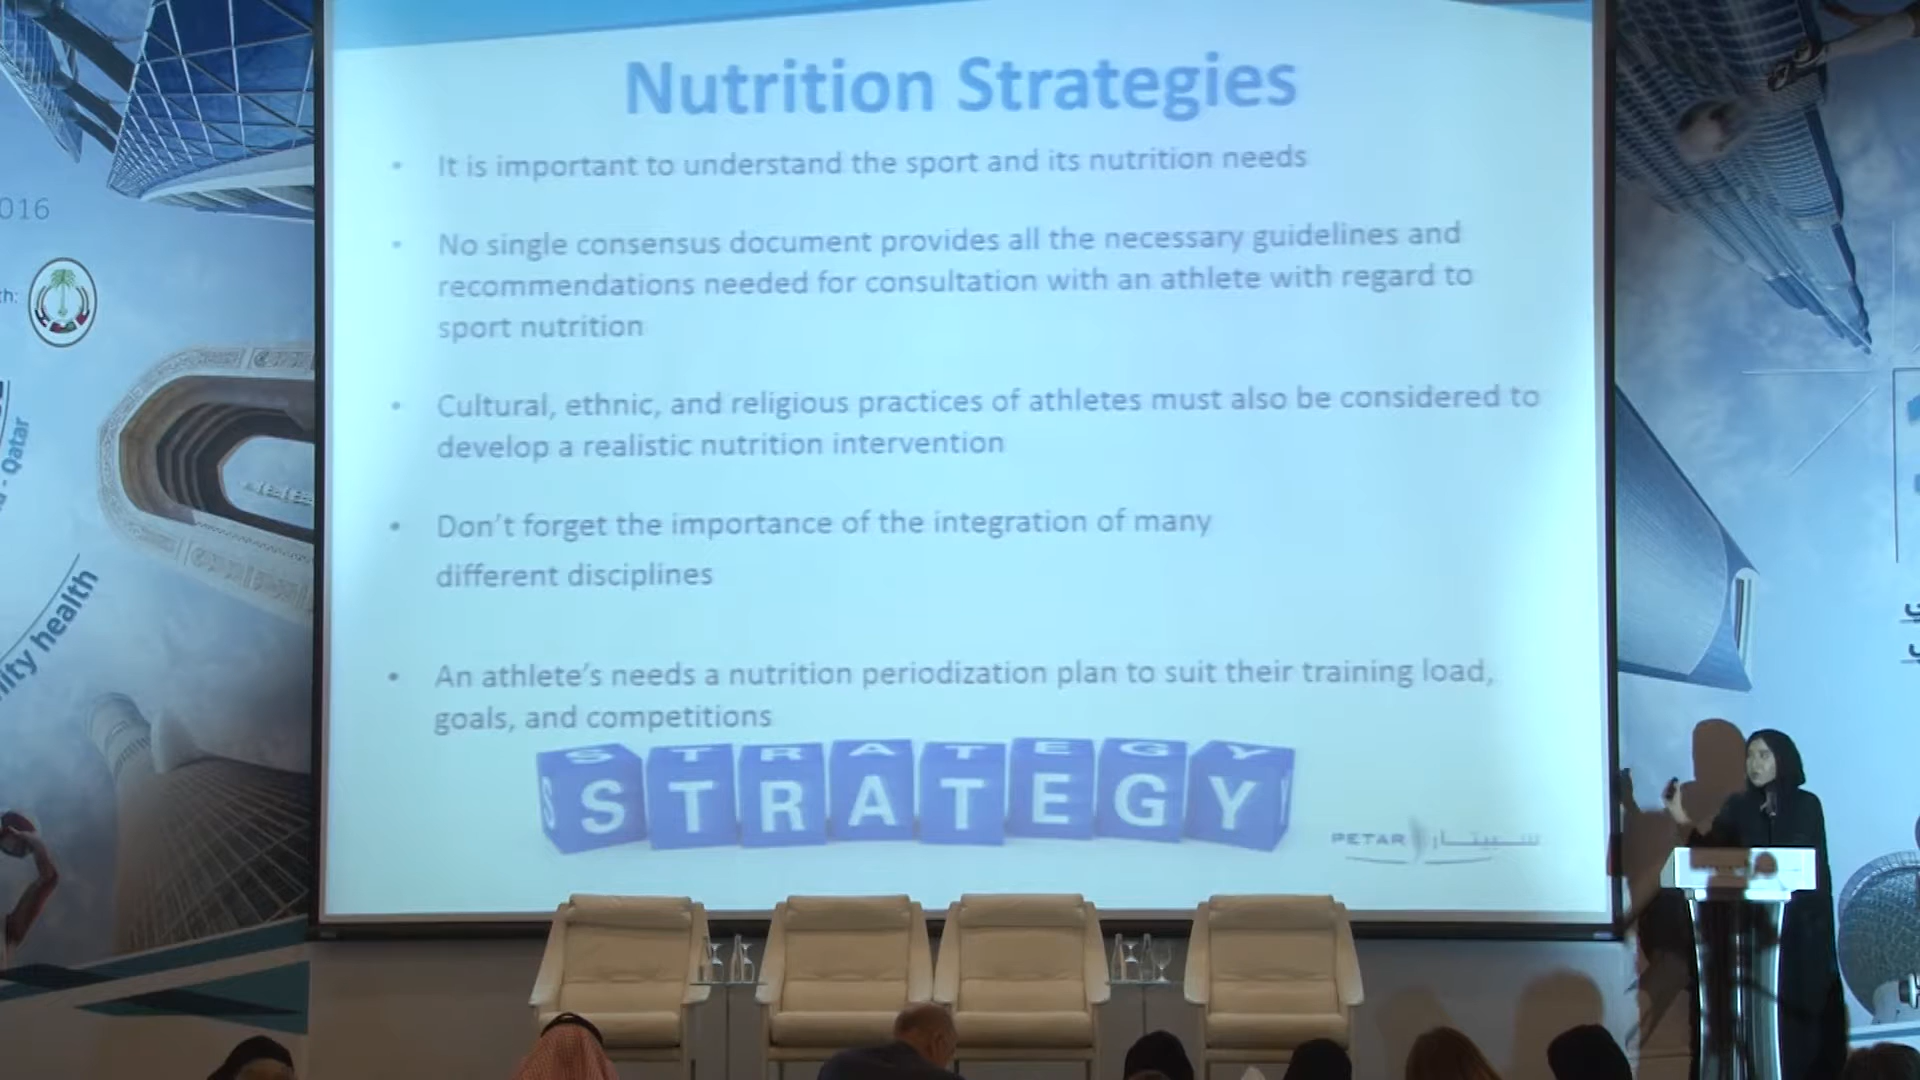 Nutrition Strategies
• It is important to understand the sport and its nutrition needs
• No single consensus document provides all the necessary guidelines and
recommendations needed for consultation with an athlete with regard to
sport nutrition
• Cultural, ethnic, and religious practices of athletes must also be considered to
develop a realistic nutrition intervention
• Don't forget the importance of the integration of many
different disciplines
• An athlete's needs a nutrition periodization plan to suit their training load,
goals, and competitions
STRATEGY
STRATEGY
PETAR سبيتار
016
th:
- Qatar
lity health